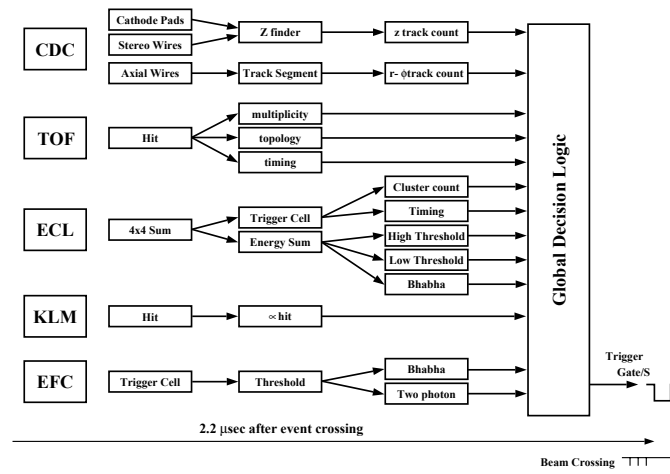 CDC
Cathode Pads
Stereo Wires
Z finder
z track count
Axial Wires
Track Segment
r- ϕtrack count
TOF
Hit
multiplicity
topology
timing
ECL
4x4 Sum
Trigger Cell
Energy Sum
Cluster count
Timing
High Threshold
Low Threshold
Bhabha
KLM
Hit
∝ hit
EFC
Trigger Cell
Threshold
Bhabha
Two photon
Global Decision Logic
Trigger
Gate/S
2.2 μsec after event crossing
Beam Crossing